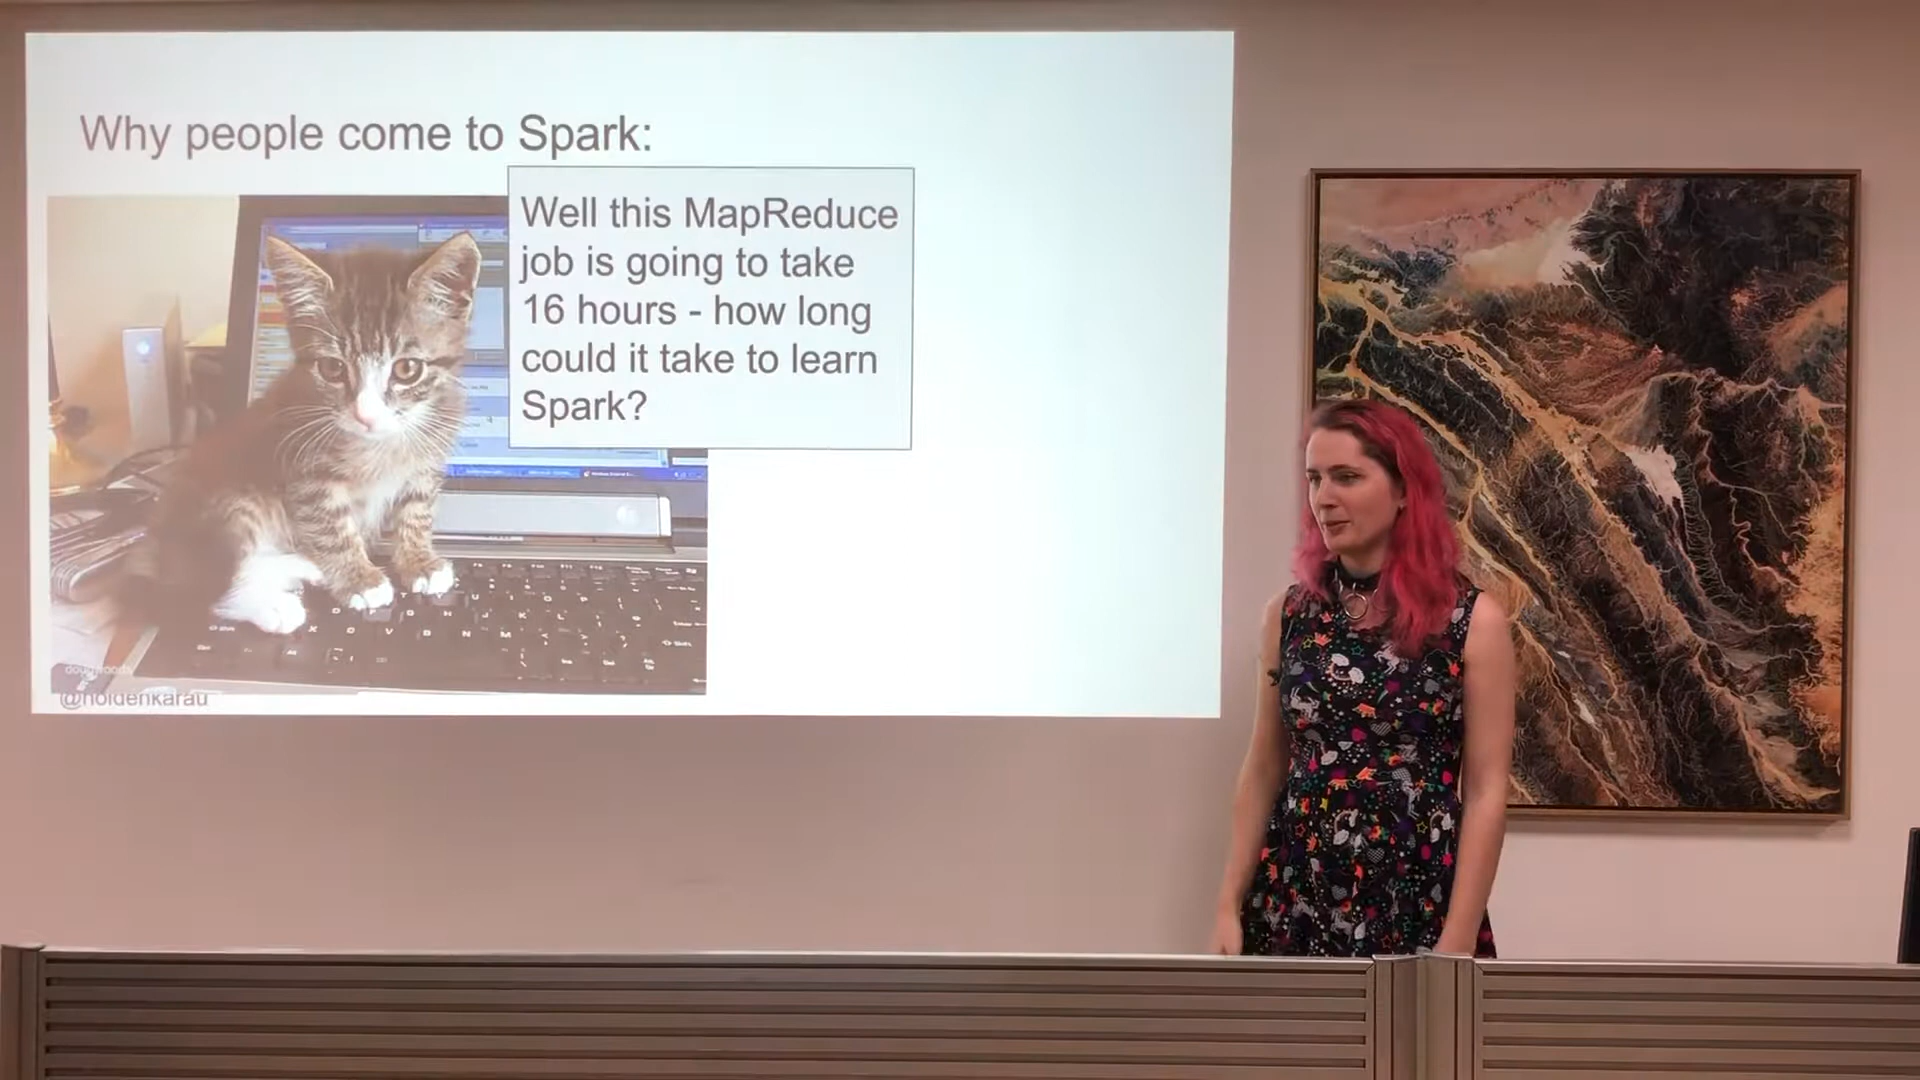 Why people come to Spark:
Well this MapReduce
job is going to take
16 hours - how long
could it take to learn
Spark?
@holdenkarau